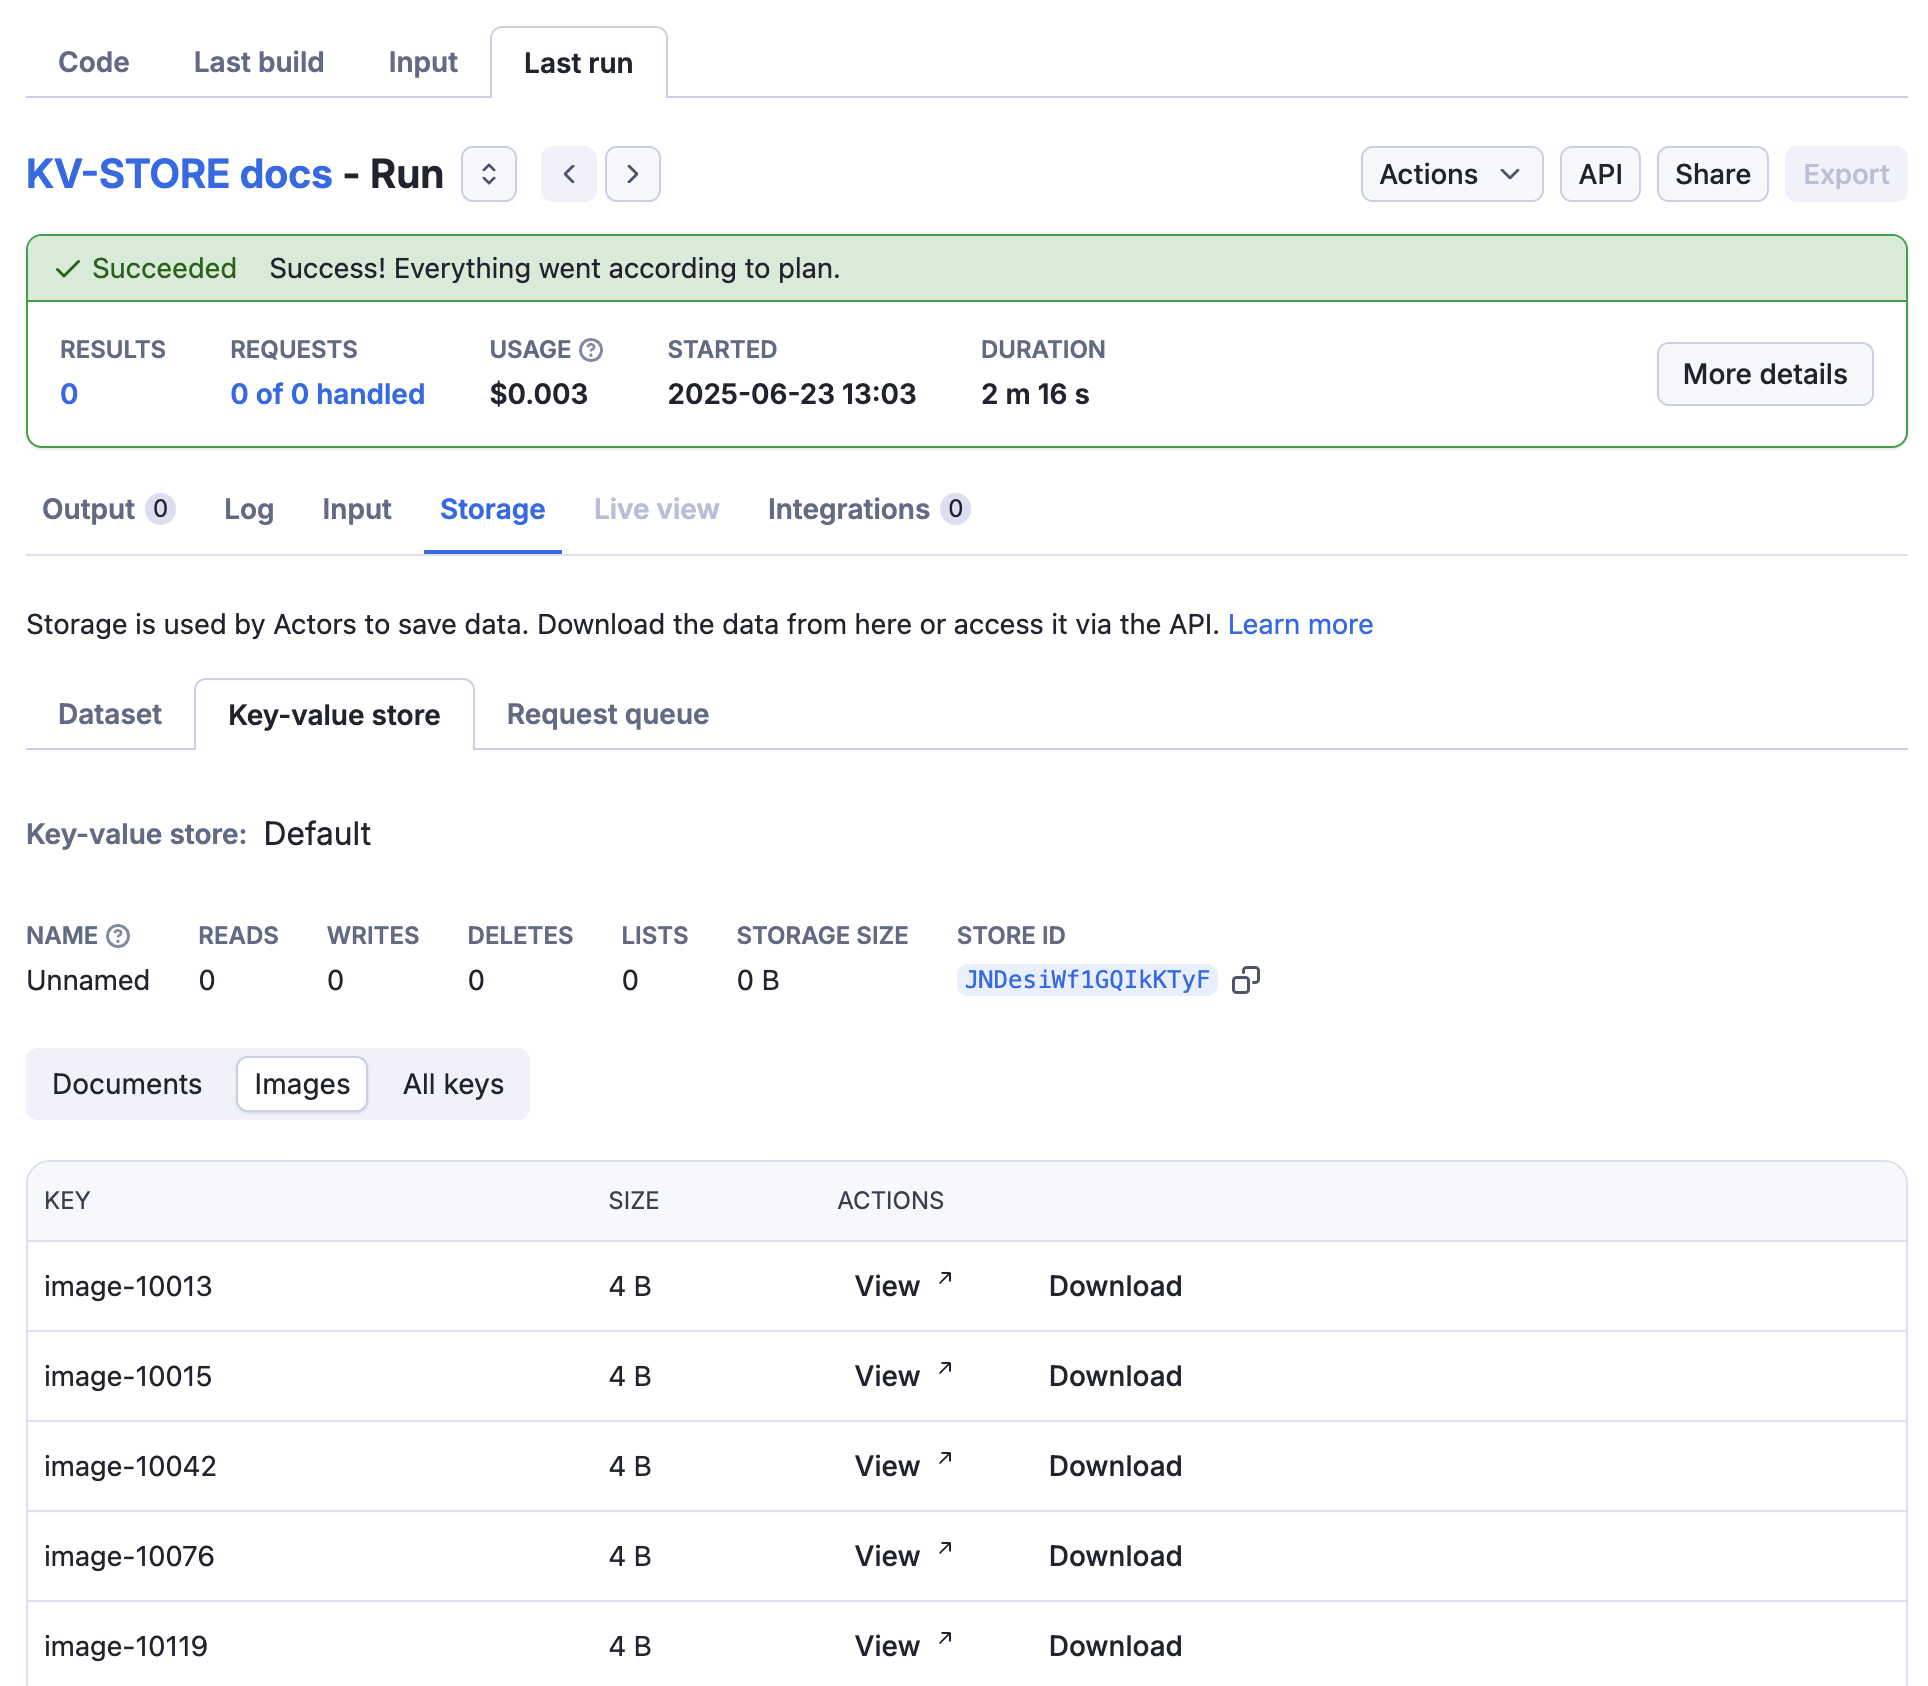 Code Last build Input Last run
KV-STORE docs - Run Actions API Share Export
Succeeded Success! Everything went according to plan.
RESULTS REQUESTS USAGE ? STARTED DURATION
0 0 of 0 handled $0.003 2025-06-23 13:03 2 m 16 s More details
Output 0 Log Input Storage Live view Integrations 0
Storage is used by Actors to save data. Download the data from here or access it via the API. Learn more
Dataset Key-value store Request queue
Key-value store: Default
NAME ? READS WRITES DELETES LISTS STORAGE SIZE STORE ID
Unnamed 0 0 0 0 0 B JNDesiWf1GQIkKTyF
Documents Images All keys
KEY SIZE ACTIONS
image-10013 4 B View Download
image-10015 4 B View Download
image-10042 4 B View Download
image-10076 4 B View Download
image-10119 4 B View Download